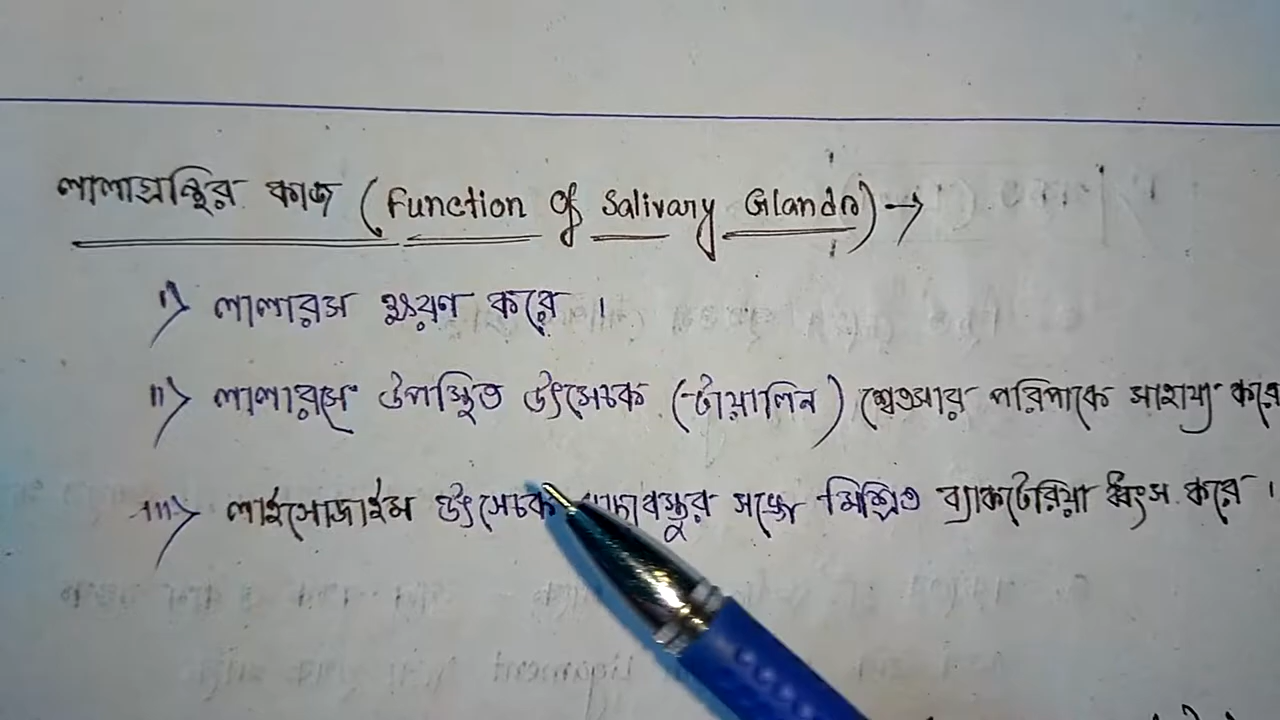 লালাগ্রন্থির কাজ (Function of Salivary Glands) →
i) লালারস ক্ষরণ করে ।
ii) লালারসে উপস্থিত উৎসেচক (টায়ালিন) শ্বেতসার পরিপাকে সাহায্য করে
iii) লাইসোজাইম উৎসেচক সঙ্গে মিশ্রিত ব্যাকটেরিয়া ধ্বংস করে ।